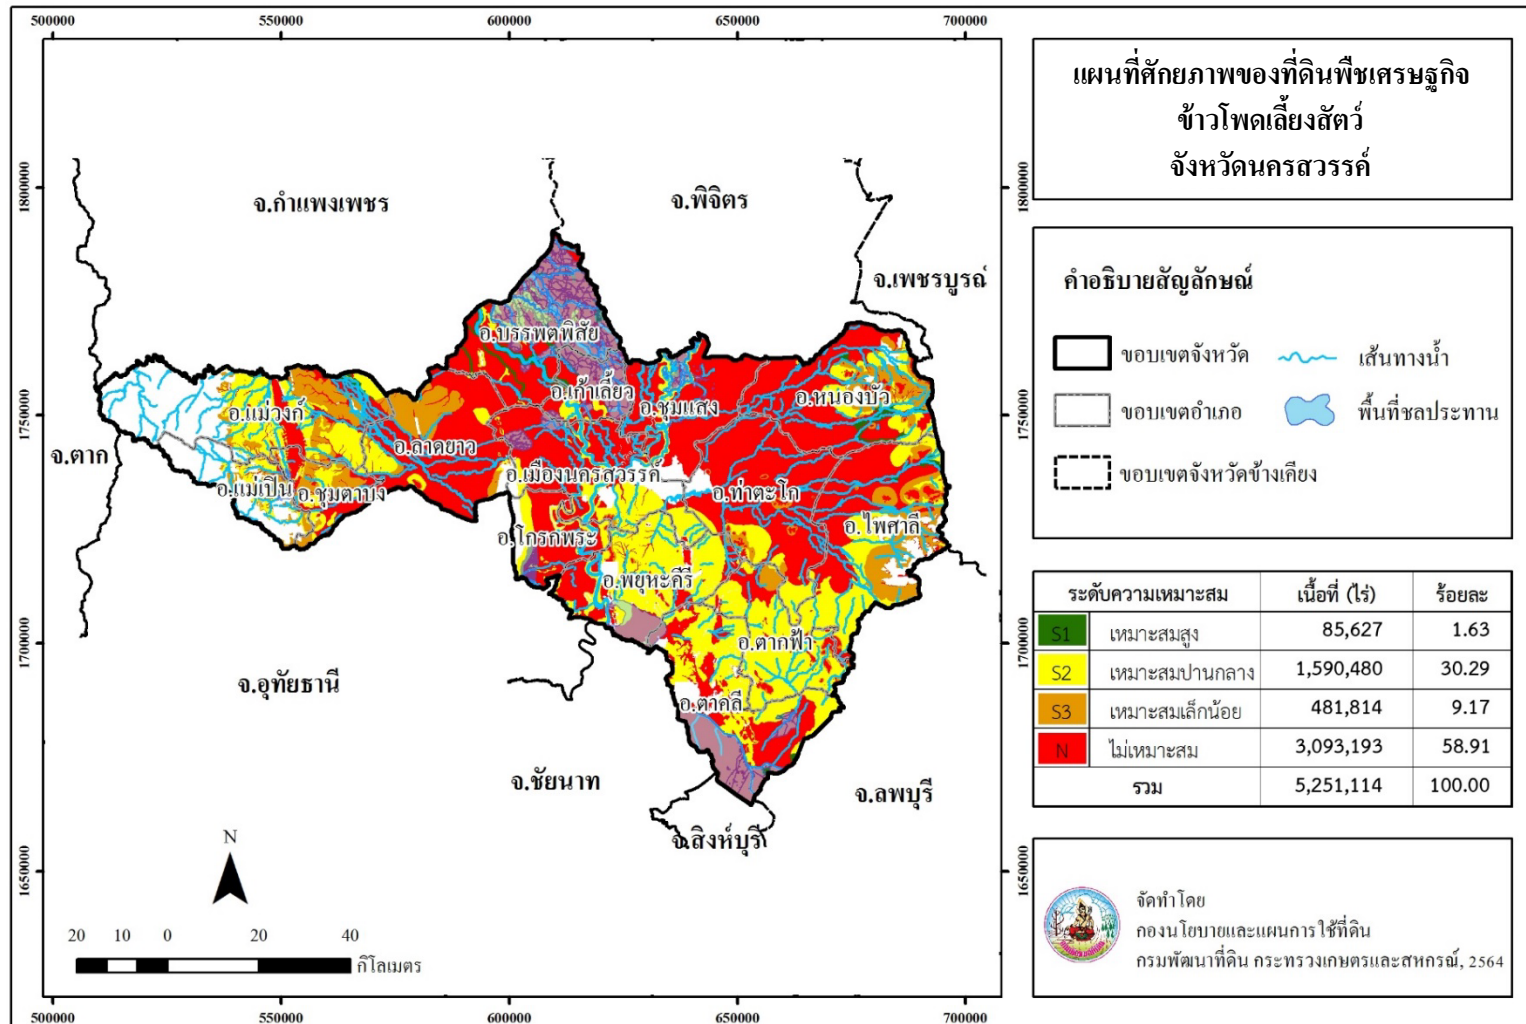 500000 550000 600000 650000 700000
แผนที่ศักยภาพของที่ดินพืชเศรษฐกิจ
ข้าวโพดเลี้ยงสัตว์
จังหวัดนครสวรรค์
1800000 1800000
จ.กำแพงเพชร
จ.พิจิตร
จ.เพชรบูรณ์
อ.บรรพตพิสัย
อ.เก้าเลี้ยว
อ.ชุมแสง
อ.หนองบัว
1750000 1750000
อ.แม่วงก์
อ.ลาดยาว
จ.ตาก
อ.เมืองนครสวรรค์
อ.แม่เปิน
อ.ชุมตาบง
อ.ท่าตะโก
อ.ไพศาลี
อ.โกรกพระ
อ.พยุหะคีรี
อ.ตากฟ้า
1700000 1700000
จ.อุทัยธานี
อ.ตาคลี
จ.ชัยนาท
จ.ลพบุรี
จ.สิงห์บุรี
1650000 1650000
N
20 10 0 20 40
กิโลเมตร
500000 550000 600000 650000 700000
คำอธิบายสัญลักษณ์
ขอบเขตจังหวัด เส้นทางน้ำ
ขอบเขตอำเภอ พื้นที่ชลประทาน
ขอบเขตจังหวัดข้างเคียง
ระดับความเหมาะสม เนื้อที่ (ไร่) ร้อยละ
S1 เหมาะสมสูง 85,627 1.63
S2 เหมาะสมปานกลาง 1,590,480 30.29
S3 เหมาะสมเล็กน้อย 481,814 9.17
N ไม่เหมาะสม 3,093,193 58.91
รวม 5,251,114 100.00
จัดทำโดย
กองนโยบายและแผนการใช้ที่ดิน
กรมพัฒนาที่ดิน กระทรวงเกษตรและสหกรณ์, 2564